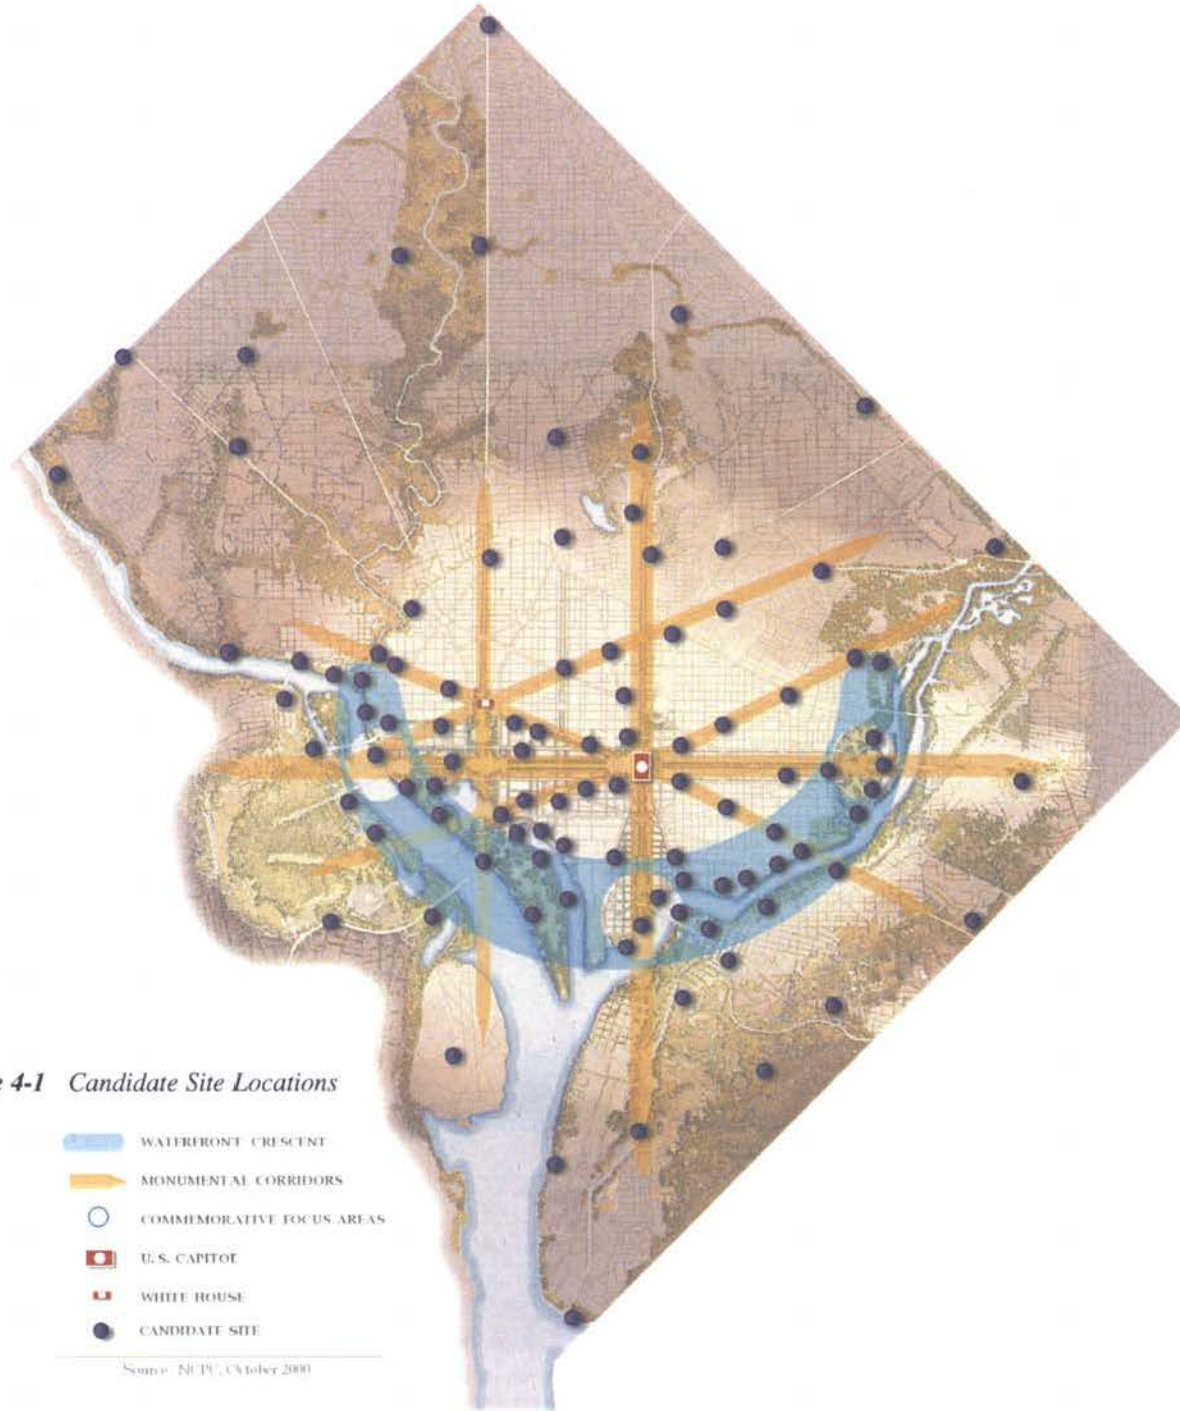 e 4-1 Candidate Site Locations
WATERFRONT CRESCENT
MONUMENTAL CORRIDORS
COMMEMORATIVE FOCUS AREAS
U. S. CAPITOL
WHITE HOUSE
CANDIDATE SITE
Source: NCPC, October 2000